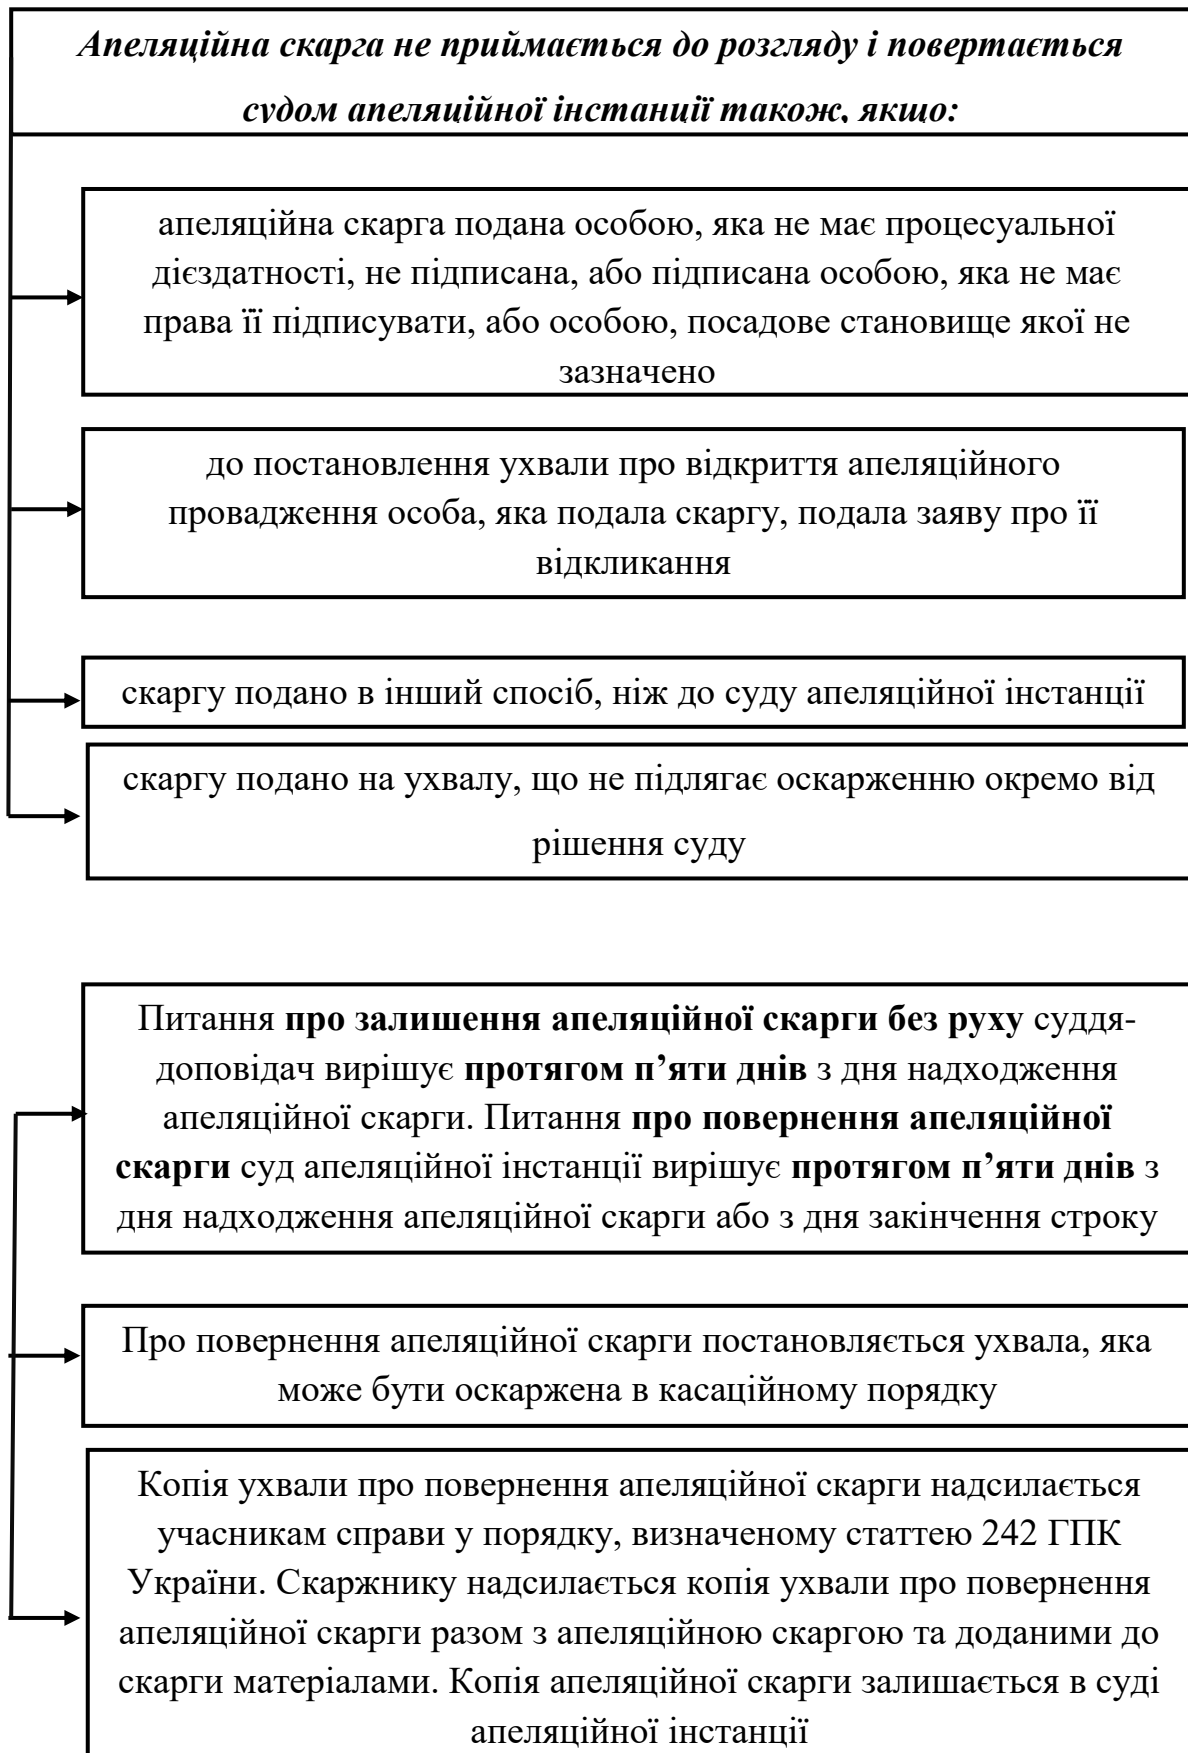 Апеляційна скарга не приймається до розгляду і повертається
судом апеляційної інстанції також, якщо:
апеляційна скарга подана особою, яка не має процесуальної
дієздатності, не підписана, або підписана особою, яка не має
права її підписувати, або особою, посадове становище якої не
зазначено
до постановлення ухвали про відкриття апеляційного
провадження особа, яка подала скаргу, подала заяву про її
відкликання
скаргу подано в інший спосіб, ніж до суду апеляційної інстанції
скаргу подано на ухвалу, що не підлягає оскарженню окремо від
рішення суду
Питання про залишення апеляційної скарги без руху суддя-
доповідач вирішує протягом п’яти днів з дня надходження
апеляційної скарги. Питання про повернення апеляційної
скарги суд апеляційної інстанції вирішує протягом п’яти днів з
дня надходження апеляційної скарги або з дня закінчення строку
Про повернення апеляційної скарги постановляється ухвала, яка
може бути оскаржена в касаційному порядку
Копія ухвали про повернення апеляційної скарги надсилається
учасникам справи у порядку, визначеному статтею 242 ГПК
України. Скаржнику надсилається копія ухвали про повернення
апеляційної скарги разом з апеляційною скаргою та доданими до
скарги матеріалами. Копія апеляційної скарги залишається в суді
апеляційної інстанції